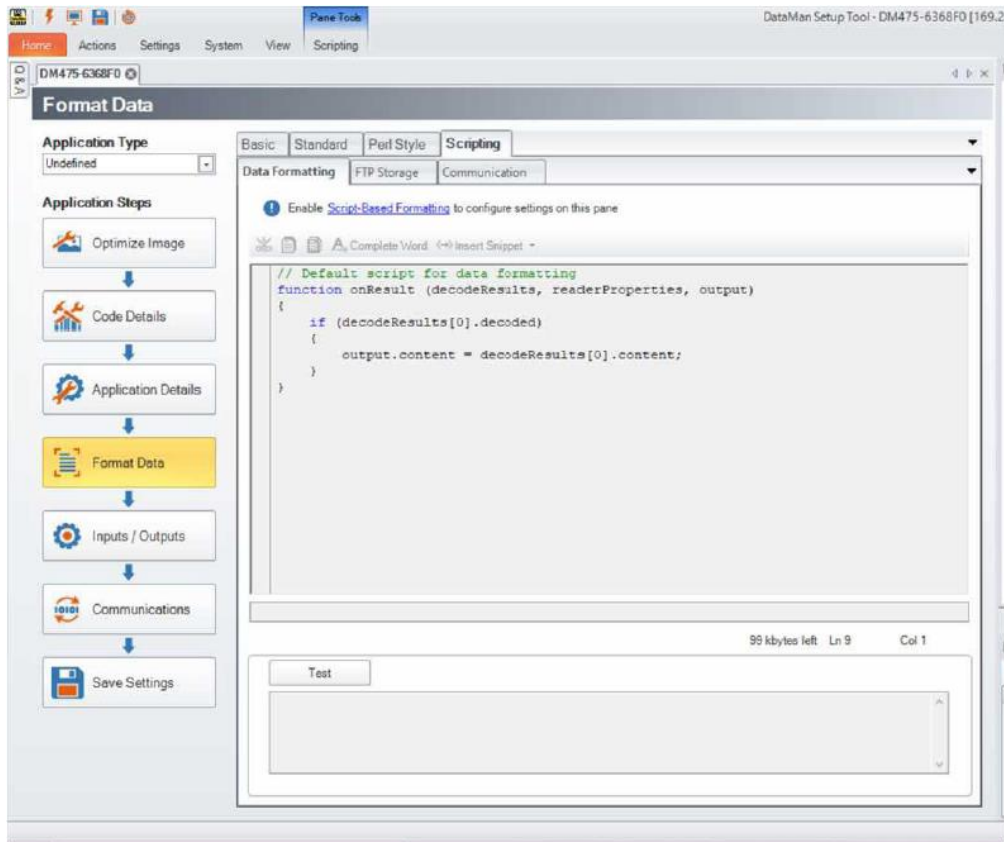 Pane Tools
DataMan Setup Tool - DM475-6368F0 [169.2
Home Actions Settings System View Scripting
Q & A
DM475-6368F0
Format Data
Application Type
Undefined
Application Steps
Optimize Image
Code Details
Application Details
Format Data
Inputs / Outputs
Communications
Save Settings
Basic Standard Perl Style Scripting
Data Formatting FTP Storage Communication
Enable Script-Based Formatting to configure settings on this pane
Complete Word Insert Snippet
// Default script for data formatting
function onResult (decodeResults, readerProperties, output)
{
    if (decodeResults[0].decoded)
    {
        output.content = decodeResults[0].content;
    }
}
99 kbytes left Ln 9 Col 1
Test